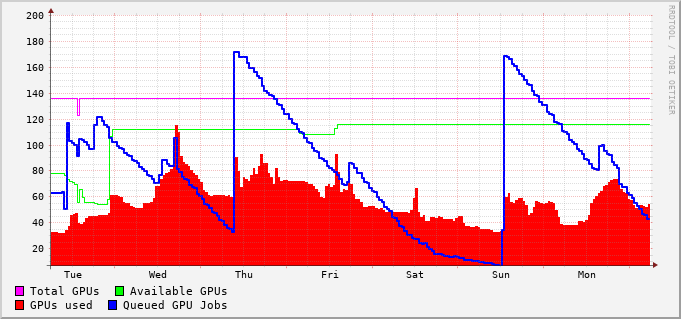 200
180
160
140
120
100
80
60
40
20
Tue Wed Thu Fri Sat Sun Mon
Total GPUs Available GPUs
GPUs used Queued GPU Jobs
RRDTOOL / TOBI OETIKER